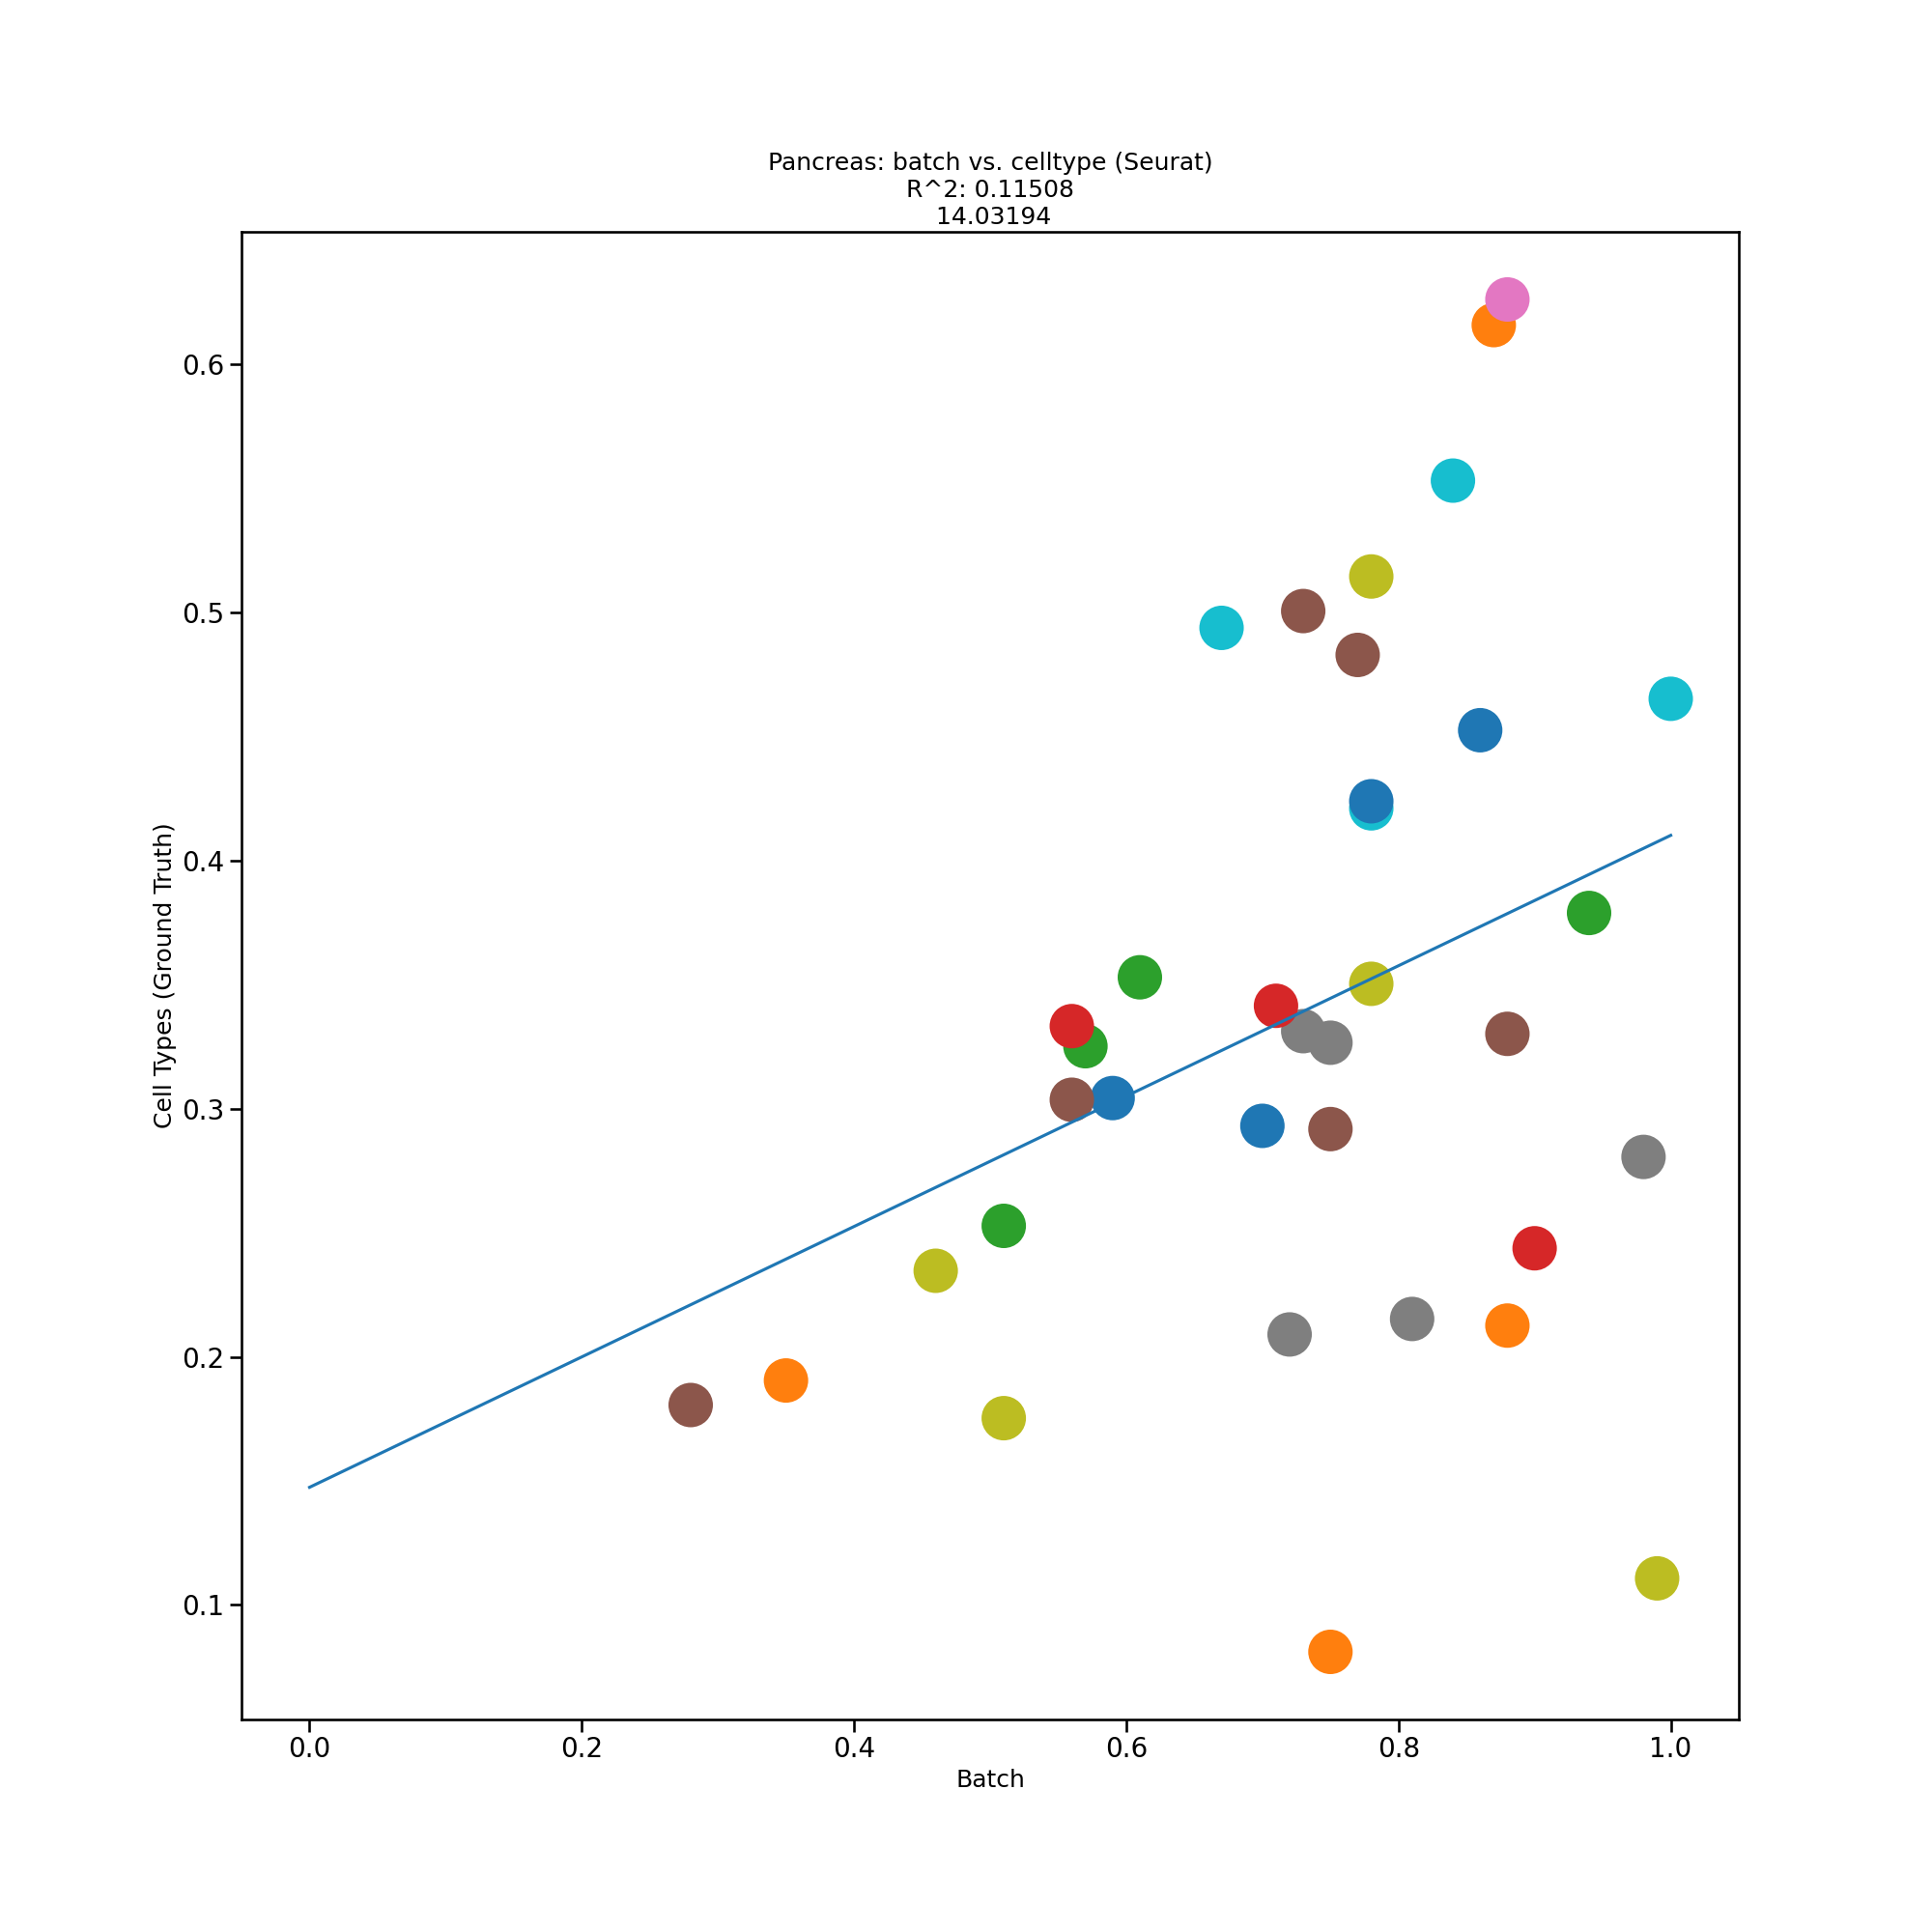 Pancreas: batch vs. celltype (Seurat)
R^2: 0.11508
14.03194
0.6
0.5
0.4
0.3
0.2
0.1
Cell Types (Ground Truth)
0.0 0.2 0.4 0.6 0.8 1.0
Batch